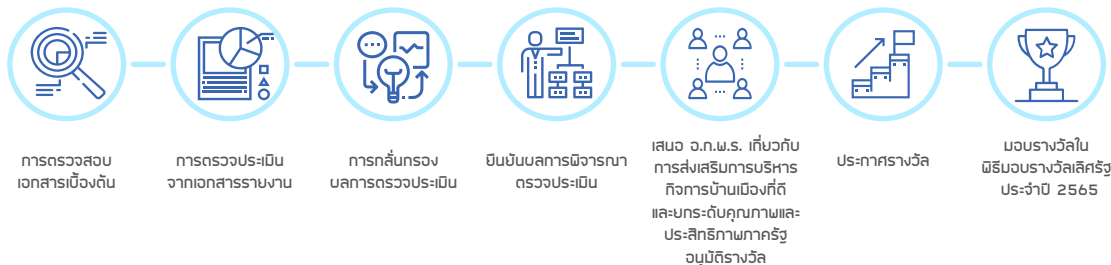 การตรวจสอบ
เอกสารเบื้องต้น
การตรวจประเมิน
จากเอกสารรายงาน
การกลั่นกรอง
ผลการตรวจประเมิน
ยืนยันผลการพิจารณา
ตรวจประเมิน
เสนอ อ.ก.พ.ร. เกี่ยวกับ
การส่งเสริมการบริหาร
กิจการบ้านเมืองที่ดี
และยกระดับคุณภาพและ
ประสิทธิภาพภาครัฐ
อนุมัติรางวัล
ประกาศรางวัล
มอบรางวัลใน
พิธีมอบรางวัลเลิศรัฐ
ประจำปี 2565